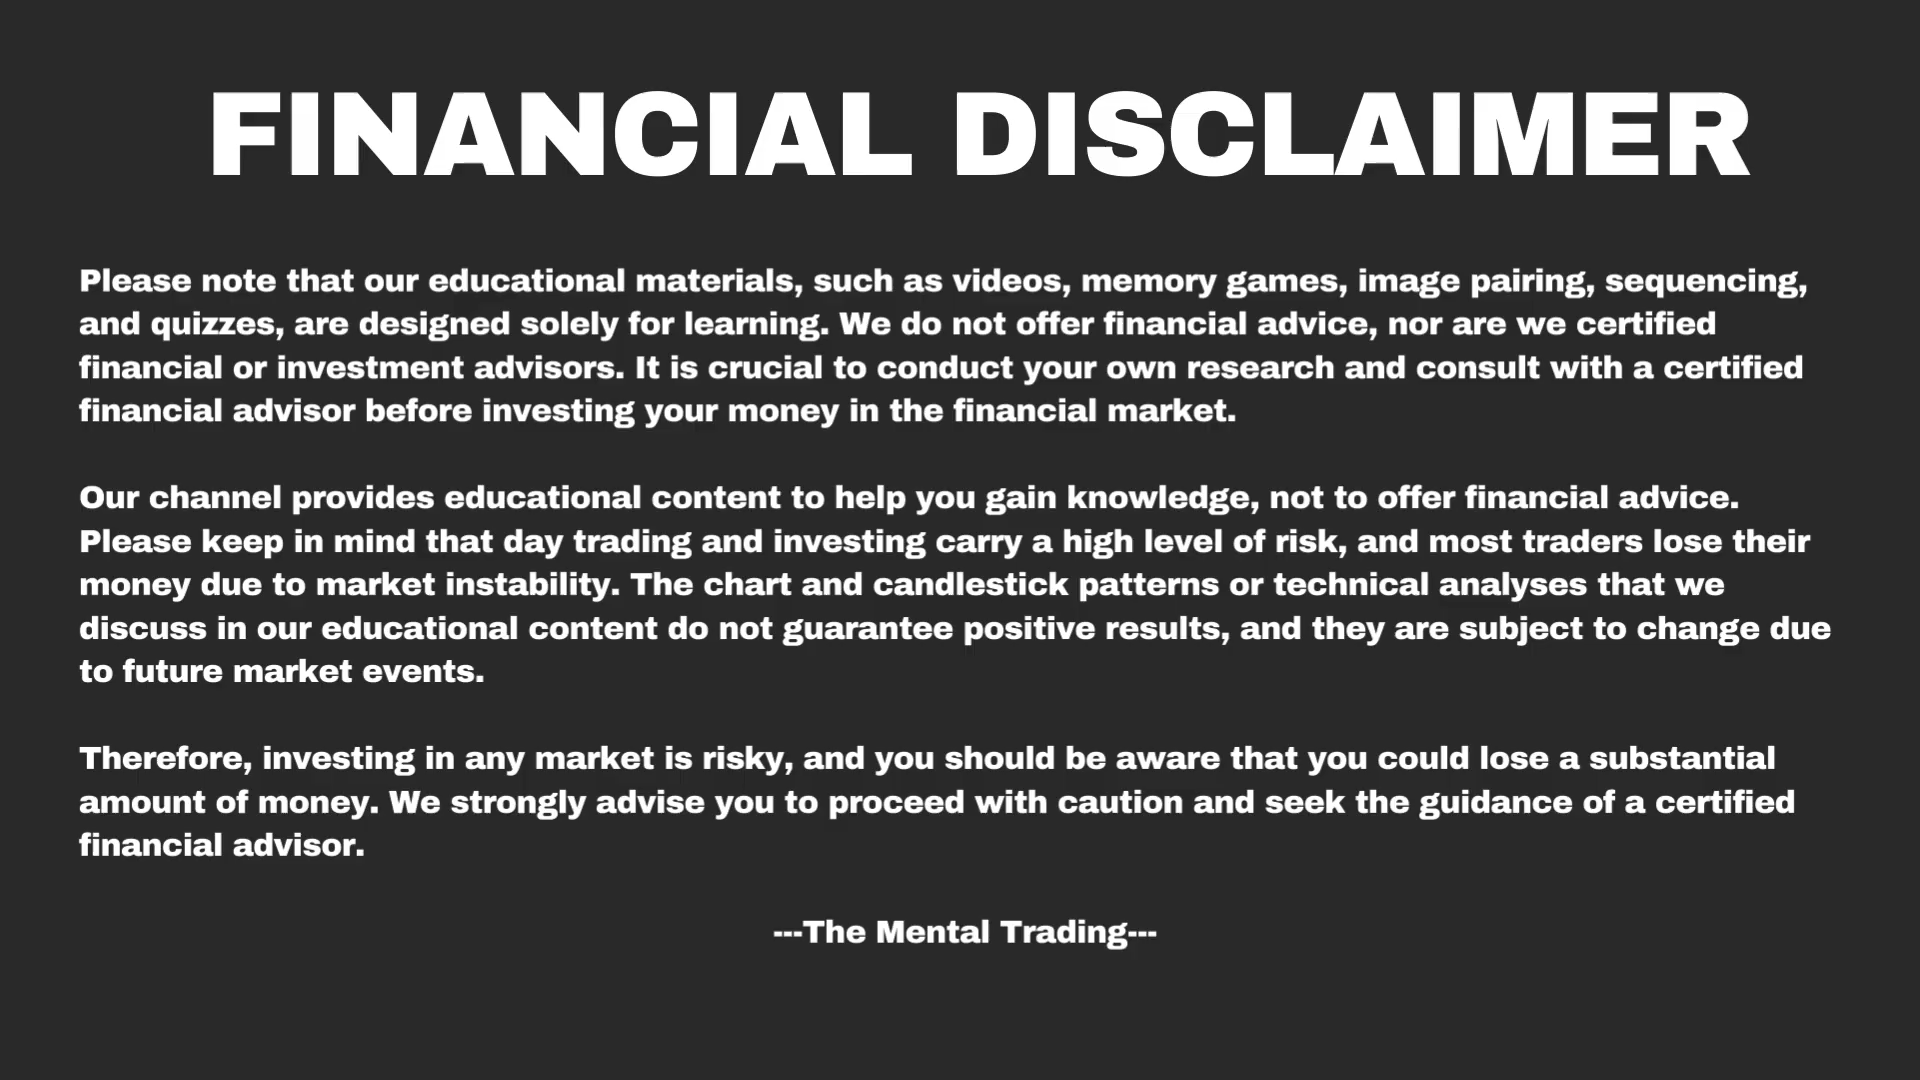 FINANCIAL DISCLAIMER
Please note that our educational materials, such as videos, memory games, image pairing, sequencing,
and quizzes, are designed solely for learning. We do not offer financial advice, nor are we certified
financial or investment advisors. It is crucial to conduct your own research and consult with a certified
financial advisor before investing your money in the financial market.
Our channel provides educational content to help you gain knowledge, not to offer financial advice.
Please keep in mind that day trading and investing carry a high level of risk, and most traders lose their
money due to market instability. The chart and candlestick patterns or technical analyses that we
discuss in our educational content do not guarantee positive results, and they are subject to change due
to future market events.
Therefore, investing in any market is risky, and you should be aware that you could lose a substantial
amount of money. We strongly advise you to proceed with caution and seek the guidance of a certified
financial advisor.
---The Mental Trading---